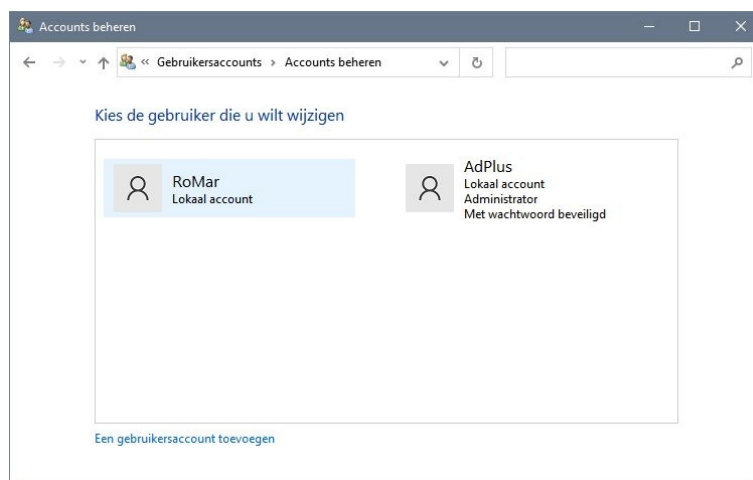 Accounts beheren
« Gebruikersaccounts › Accounts beheren
Kies de gebruiker die u wilt wijzigen
RoMar
Lokaal account
AdPlus
Lokaal account
Administrator
Met wachtwoord beveiligd
Een gebruikersaccount toevoegen